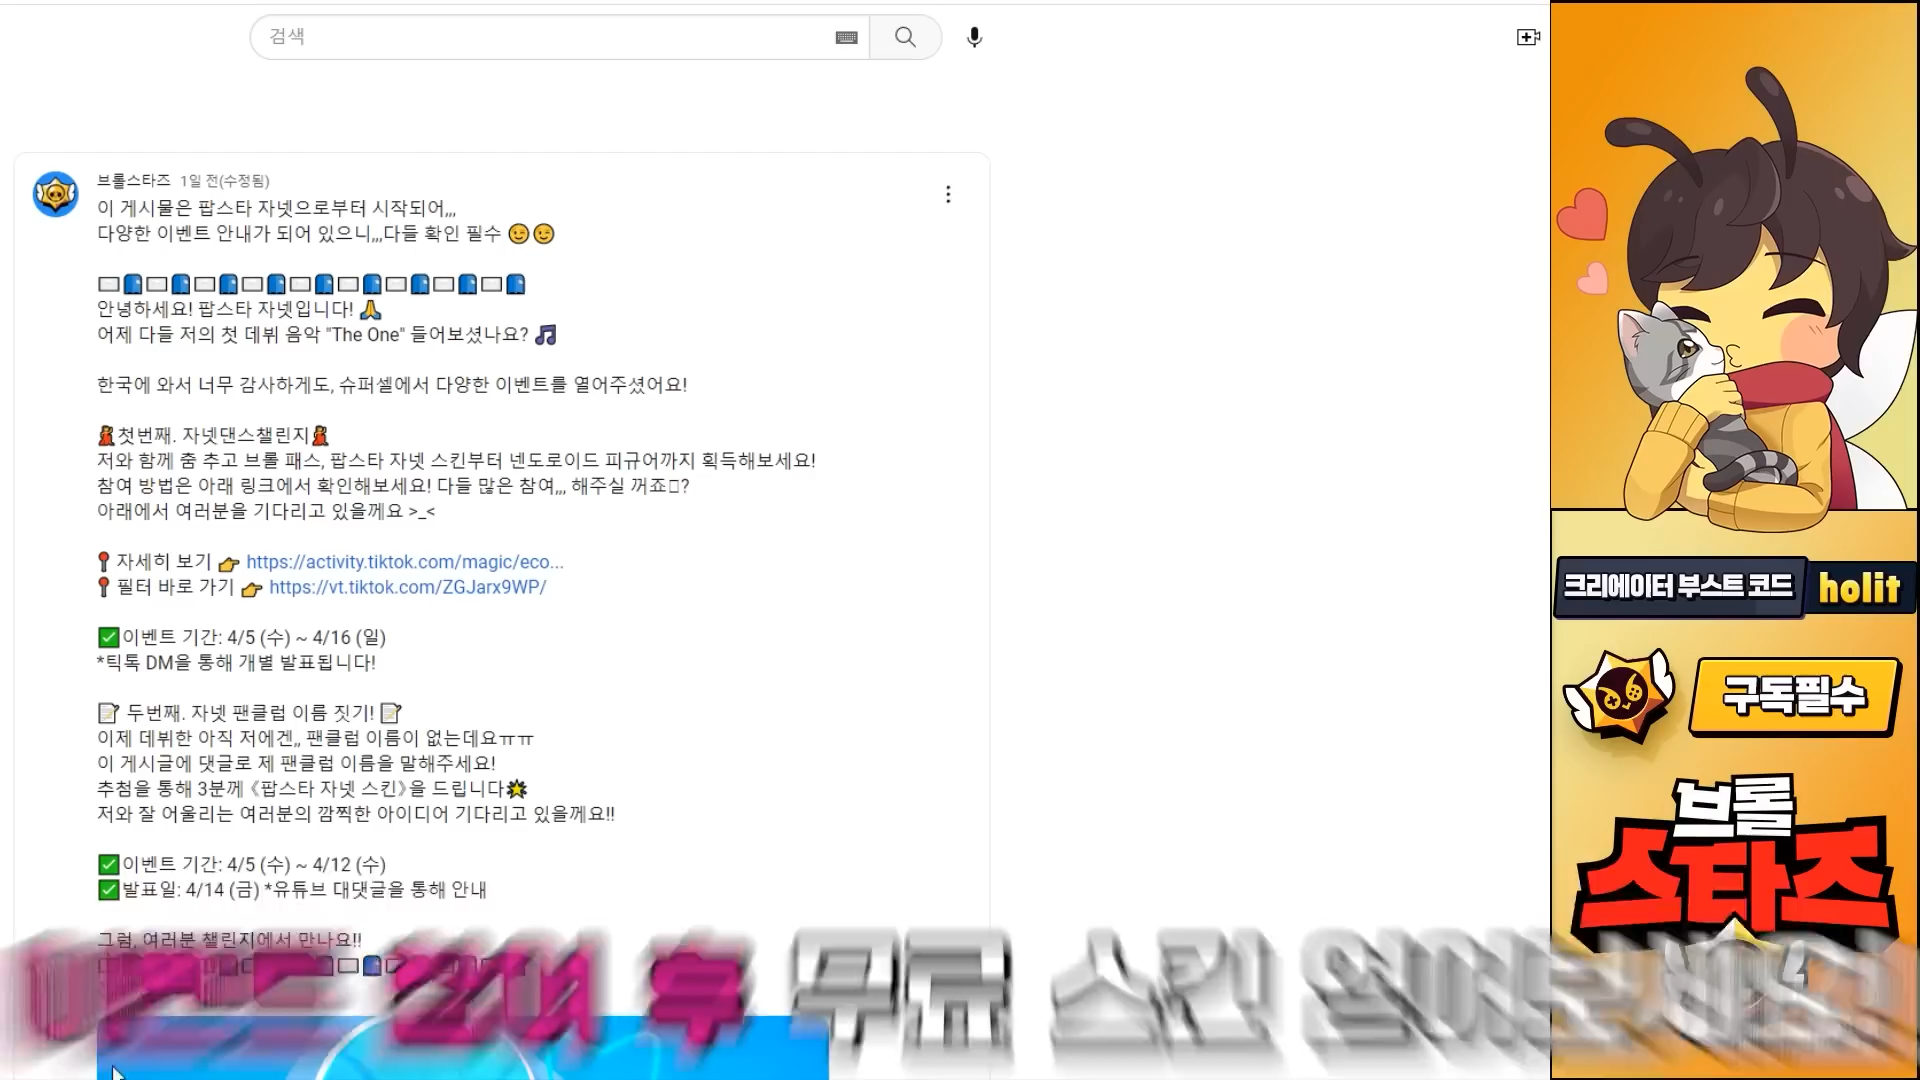 검색
브롤스타즈 1일 전(수정됨)
이 게시물은 팝스타 자넷으로부터 시작되어,,,
다양한 이벤트 안내가 되어 있으니,,,다들 확인 필수 😉😉
안녕하세요! 팝스타 자넷입니다! 🙏
어제 다들 저의 첫 데뷔 음악 "The One" 들어보셨나요? 🎵
한국에 와서 너무 감사하게도, 슈퍼셀에서 다양한 이벤트를 열어주셨어요!
💃첫번째. 자넷댄스챌린지💃
저와 함께 춤 추고 브롤 패스, 팝스타 자넷 스킨부터 넨도로이드 피규어까지 획득해보세요!
참여 방법은 아래 링크에서 확인해보세요! 다들 많은 참여,,, 해주실 꺼죠?
아래에서 여러분을 기다리고 있을께요 >_<
📍 자세히 보기 👉 https://activity.tiktok.com/magic/eco...
📍 필터 바로 가기 👉 https://vt.tiktok.com/ZGJarx9WP/
✅이벤트 기간: 4/5 (수) ~ 4/16 (일)
*틱톡 DM을 통해 개별 발표됩니다!
📝 두번째. 자넷 팬클럽 이름 짓기! 📝
이제 데뷔한 아직 저에겐,, 팬클럽 이름이 없는데요ㅠㅠ
이 게시글에 댓글로 제 팬클럽 이름을 말해주세요!
추첨을 통해 3분께 《팝스타 자넷 스킨》을 드립니다🌟
저와 잘 어울리는 여러분의 깜찍한 아이디어 기다리고 있을께요!!
✅이벤트 기간: 4/5 (수) ~ 4/12 (수)
✅발표일: 4/14 (금) *유튜브 대댓글을 통해 안내
그럼, 여러분 챌린지에서 만나요!!
후 무료 스킨
크리에이터 부스트 코드 holit
구독필수
브롤
스타즈